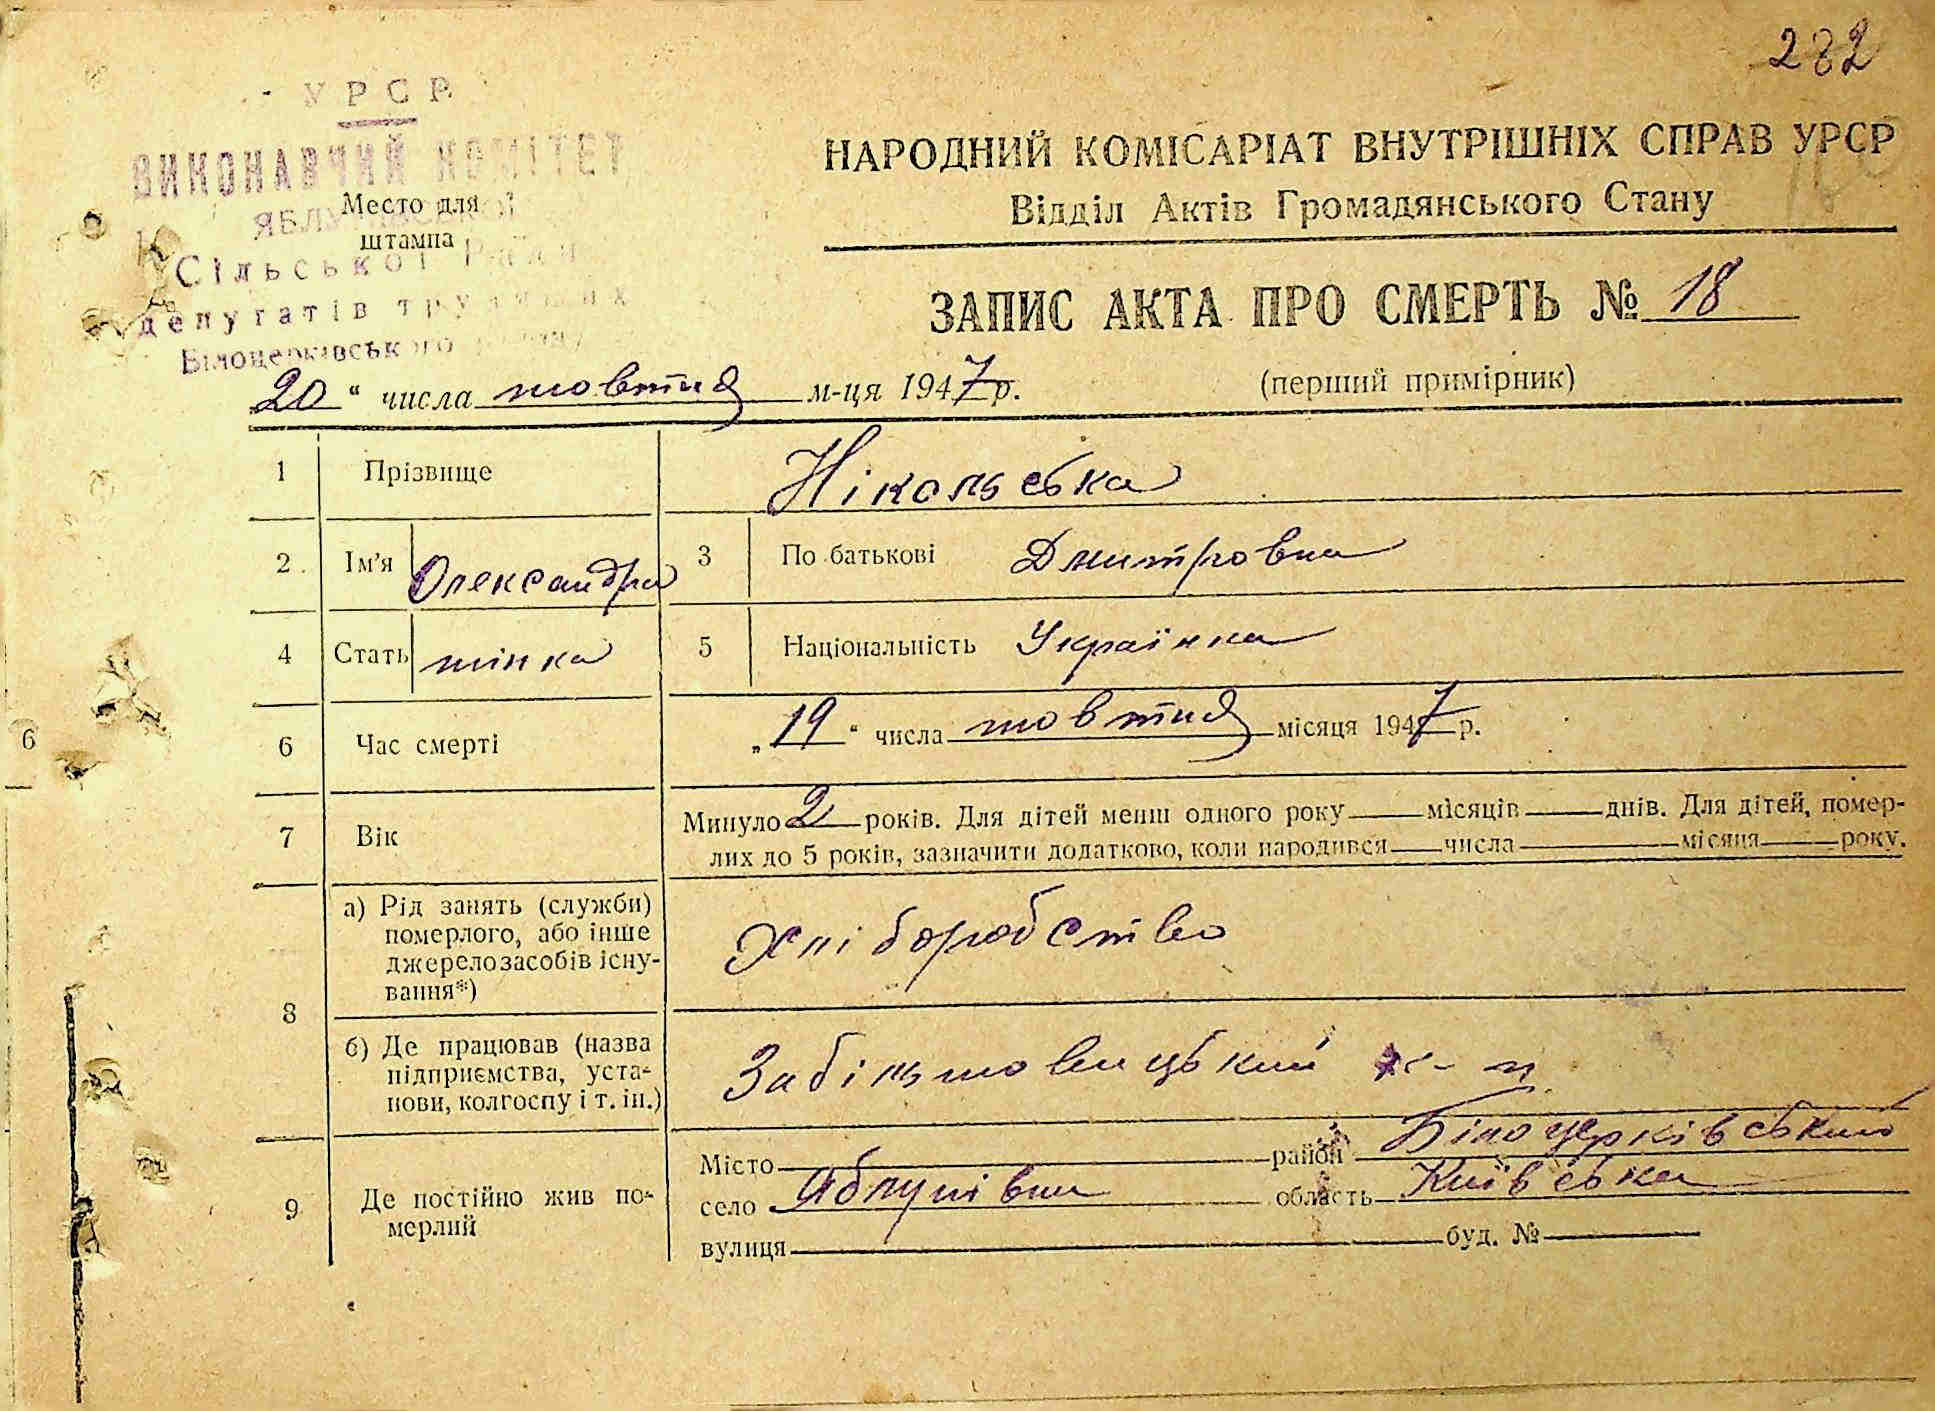 282
УРСР
ВИКОНАВЧИЙ КОМІТЕТ
Сільської Ради
депутатів трудящих
Білоцерківського району
Место для
штампа
НАРОДНИЙ КОМІСАРІАТ ВНУТРІШНІХ СПРАВ УРСР
Відділ Актів Громадянського Стану
ЗАПИС АКТА ПРО СМЕРТЬ № 18
20 " числа жовтня м-ця 1947 р.
(перший примірник)
1 Прізвище Нікольська
2 Ім'я Олександра 3 По батькові Дмитровна
4 Стать жінка 5 Національність Українка
6 Час смерті „ 19 " числа жовтня місяця 1947 р.
7 Вік Минуло 2 років. Для дітей менш одного року місяців днів. Для дітей, помер-
лих до 5 років, зазначити додатково, коли народився числа місяця року.
8 а) Рід занять (служби)
померлого, або інше
джерело засобів існу-
вання*)
Хліборобство
б) Де працював (назва
підприємства, уста-
нови, колгоспу і т. ін.)
к-п
9 Де постійно жив по-
мерлий
Місто район Білоцерківський
село Яблунівка область Київська
вулиця буд. №
6